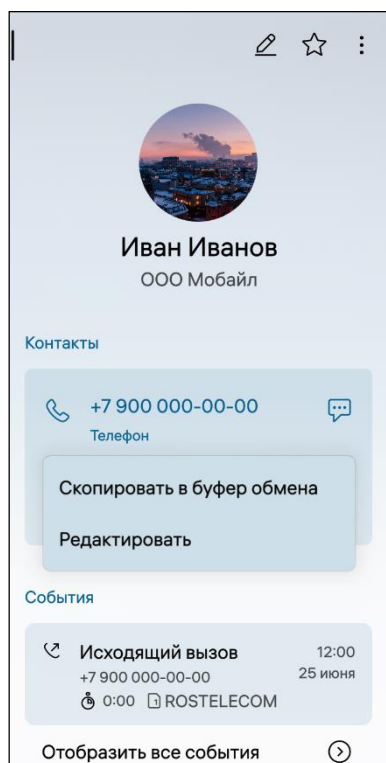 Иван Иванов
ООО Мобайл
Контакты
+7 900 000-00-00
Телефон
Скопировать в буфер обмена
Редактировать
События
Исходящий вызов 12:00
+7 900 000-00-00 25 июня
0:00 1 ROSTELECOM
Отобразить все события